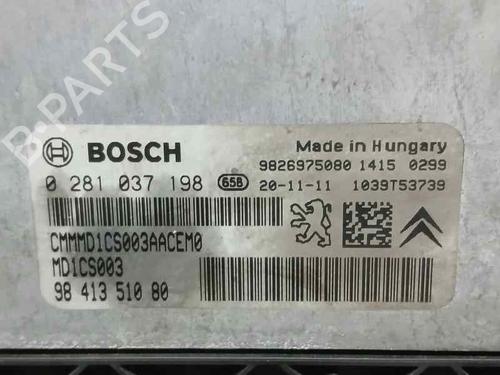 B-PARTS
BOSCH
Made in Hungary
0 281 037 198 65B
9826975080 1415 0299
20-11-11 1039T53739
CMMMD1CS003AACEM0
MD1CS003
98 413 510 80